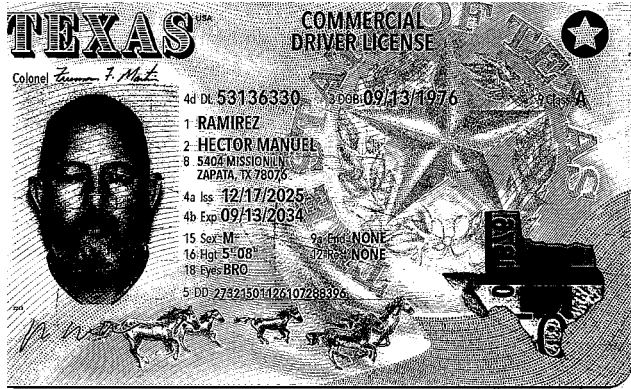 TEXAS USA
COMMERCIAL
DRIVER LICENSE
Colonel
4d DL 53136330 3 DOB 09/13/1976 9 Class A
1 RAMIREZ
2 HECTOR MANUEL
8 5404 MISSION LN
ZAPATA, TX 78076
4a Iss 12/17/2025
4b Exp 09/13/2034
15 Sex M 9a End NONE
16 Hgt 5'-08" 12 Rest NONE
18 Eyes BRO
5 DD 27321501126107288396